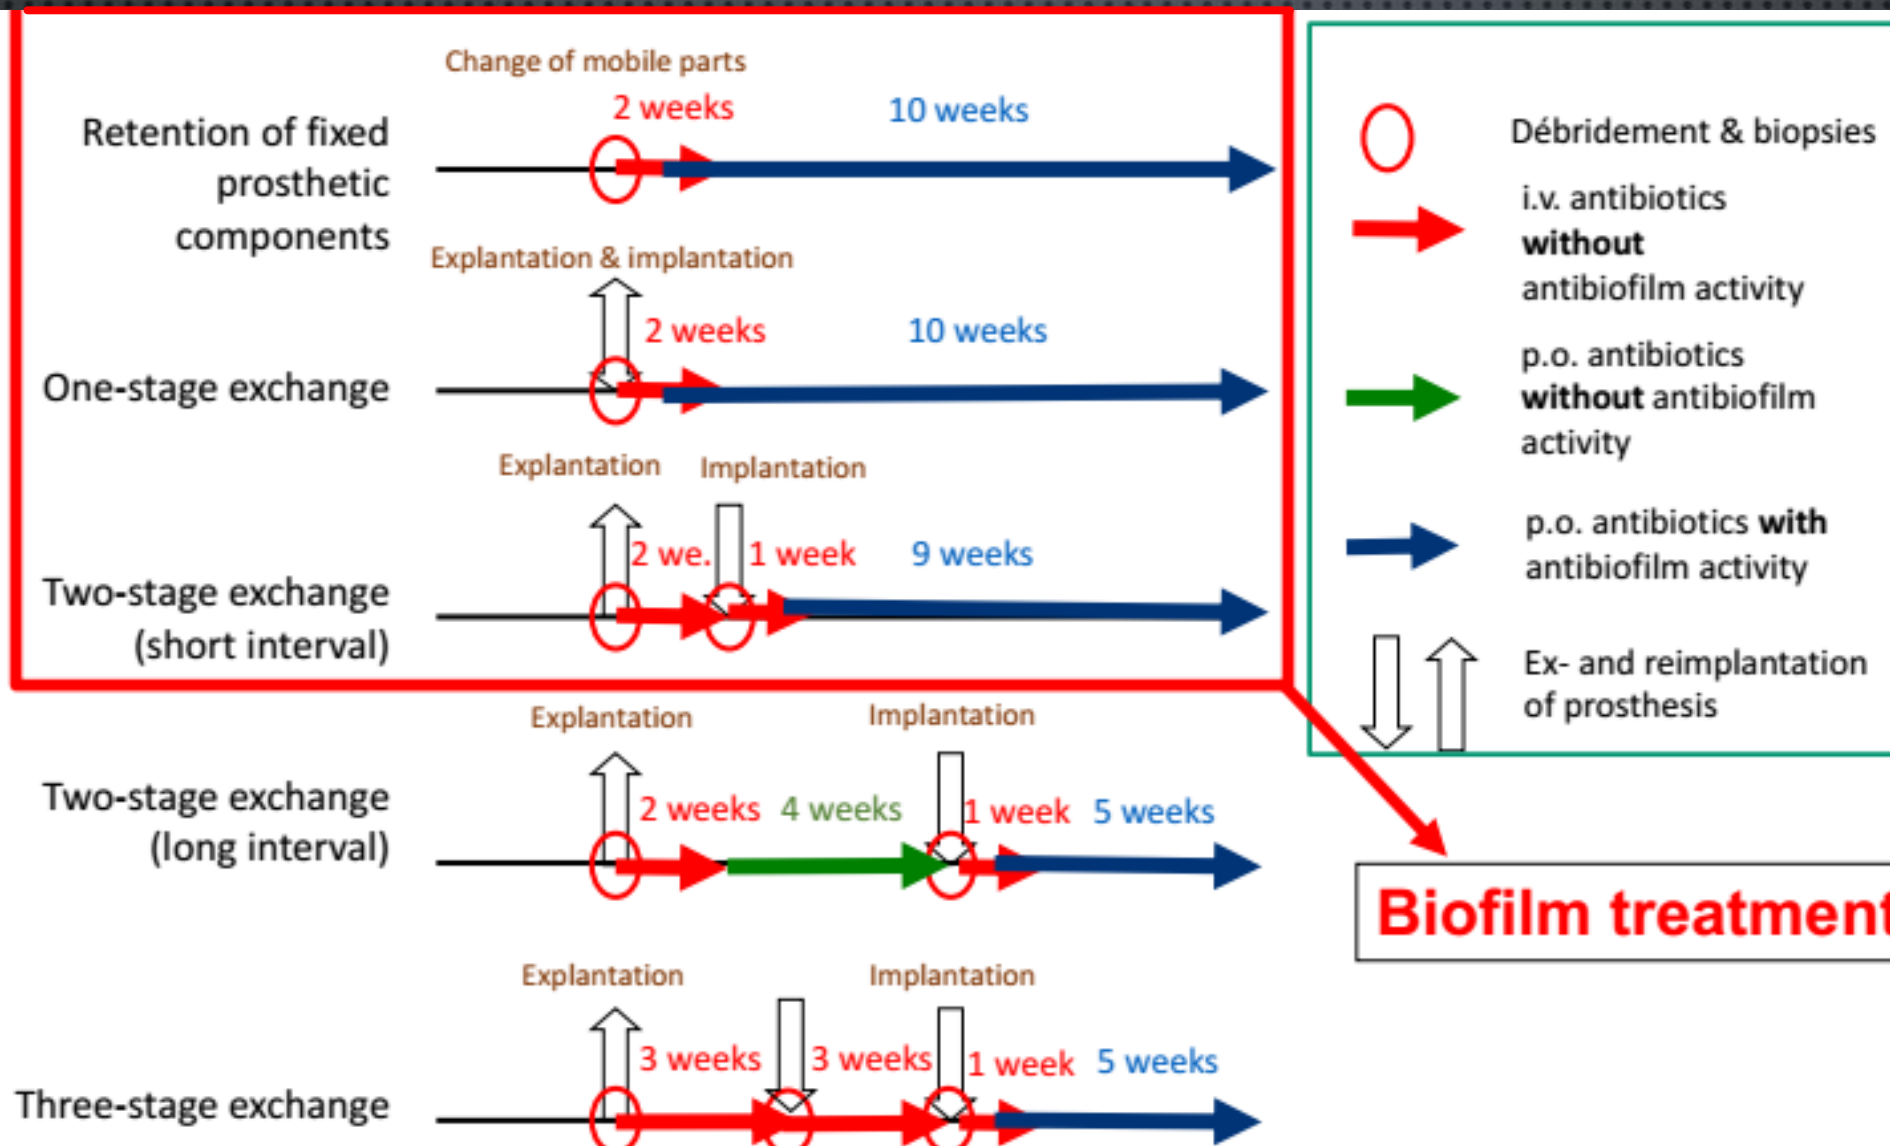 Change of mobile parts
2 weeks
10 weeks
Retention of fixed
prosthetic
components
Explantation & implantation
2 weeks
10 weeks
One-stage exchange
Explantation
Implantation
2 we.
1 week
9 weeks
Two-stage exchange
(short interval)
Explantation
Implantation
2 weeks
4 weeks
1 week
5 weeks
Two-stage exchange
(long interval)
Explantation
Implantation
3 weeks
3 weeks
1 week
5 weeks
Three-stage exchange
Débridement & biopsies
i.v. antibiotics
without
antibiofilm activity
p.o. antibiotics
without antibiofilm
activity
p.o. antibiotics with
antibiofilm activity
Ex- and reimplantation
of prosthesis
Biofilm treatment